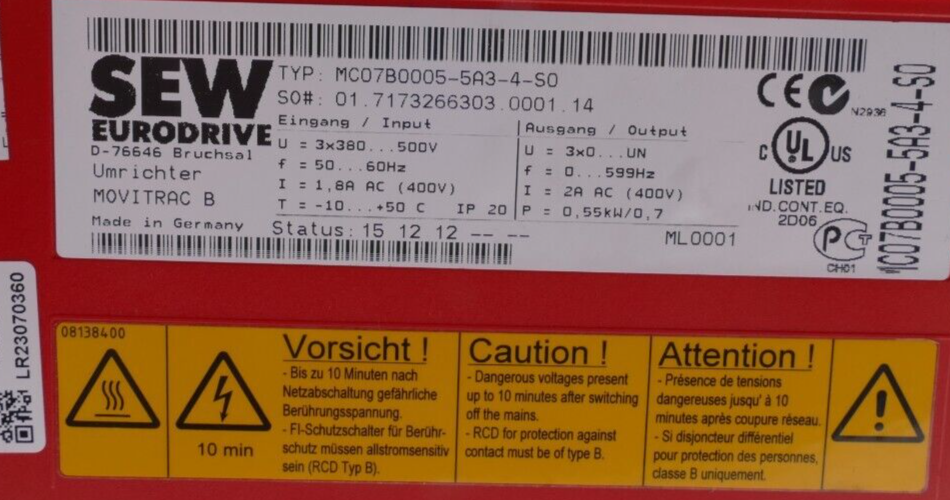 SEW
EURODRIVE
D-76646 Bruchsal
Umrichter
MOVITRAC B
Made in Germany
TYP: MC07B0005-5A3-4-S0
SO#: 01.7173266303.0001.14
Eingang / Input
U = 3x380...500V
f = 50...60Hz
I = 1,8A AC (400V)
T = -10...+50 C IP 20
Status: 15 12 12 -- --
Ausgang / Output
U = 3x0...UN
f = 0...599Hz
I = 2A AC (400V)
P = 0,55kW/0,7
ML0001
CE
N2936
C UL US
LISTED
IND.CONT.EQ.
2D06
PCT
CH01
MC07B0005-5A3-4-S0
LR23070360
08138400
10 min
Vorsicht !
- Bis zu 10 Minuten nach
Netzabschaltung gefährliche
Berührungsspannung.
- FI-Schutzschalter für Berühr-
schutz müssen allstromsensitiv
sein (RCD Typ B).
Caution !
- Dangerous voltages present
up to 10 minutes after switching
off the mains.
- RCD for protection against
contact must be of type B.
Attention !
- Présence de tensions
dangereuses jusqu' à 10
minutes après coupure réseau.
- Si disjoncteur différentiel
pour protection des personnes,
classe B uniquement.